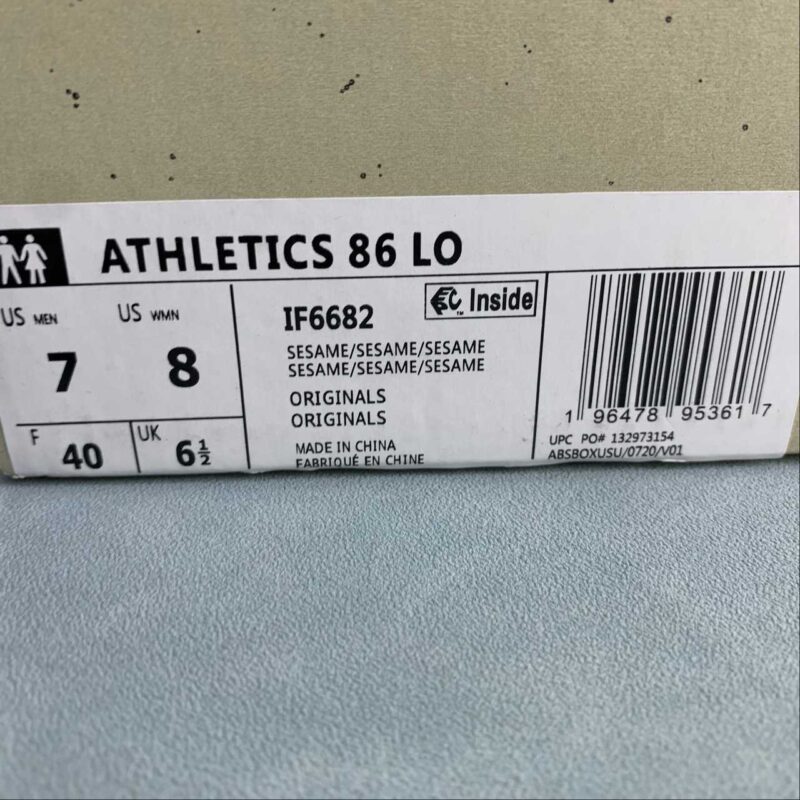 ATHLETICS 86 LO
US MEN
7
US WMN
8
F
40
UK
6½
IF6682
Inside
™
SESAME/SESAME/SESAME
SESAME/SESAME/SESAME
ORIGINALS
ORIGINALS
MADE IN CHINA
FABRIQUÉ EN CHINE
1 96478 95361 7
UPC PO# 132973154
ABSBOXUSU/0720/V01